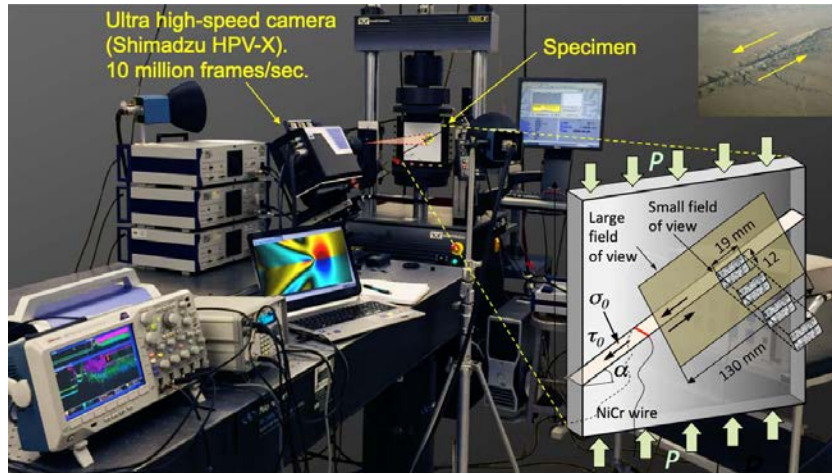 Ultra high-speed camera
(Shimadzu HPV-X).
10 million frames/sec.
Specimen
P
Large
field
of view
Small field
of view
19 mm
12
σ0
τ0
α
130 mm
NiCr wire
P